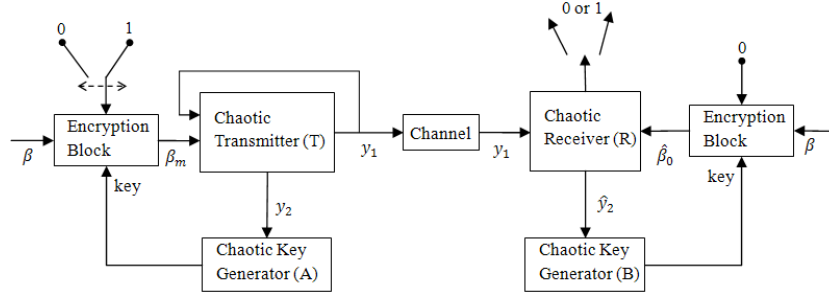 0 1
0 or 1
0
Encryption
Block
Chaotic
Transmitter (T)
Channel
Chaotic
Receiver (R)
Encryption
Block
β
βₘ
y₁
y₁
β̂₀
β
key
y₂
ŷ₂
key
Chaotic Key
Generator (A)
Chaotic Key
Generator (B)